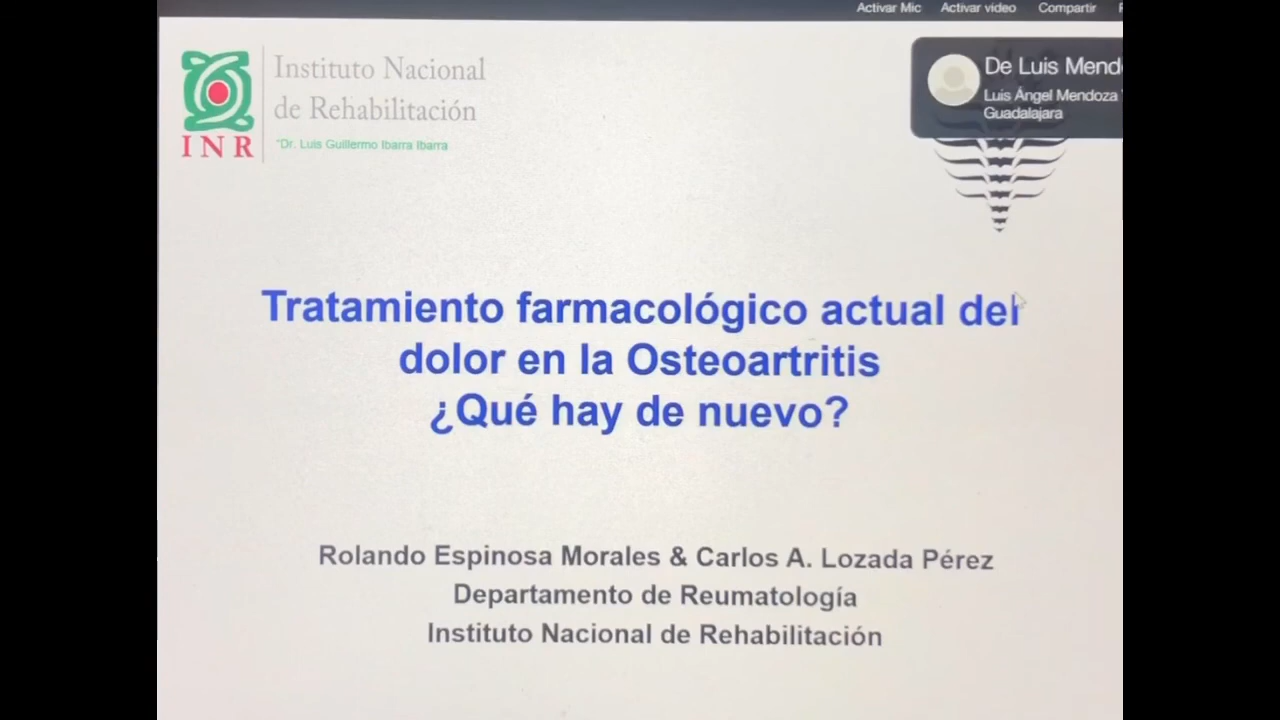 Activar Mic Activar video Compartir
Instituto Nacional
de Rehabilitación
INR
"Dr. Luis Guillermo Ibarra Ibarra
De Luis Mend
Luis Ángel Mendoza
Guadalajara
Tratamiento farmacológico actual del
dolor en la Osteoartritis
¿Qué hay de nuevo?
Rolando Espinosa Morales & Carlos A. Lozada Pérez
Departamento de Reumatología
Instituto Nacional de Rehabilitación